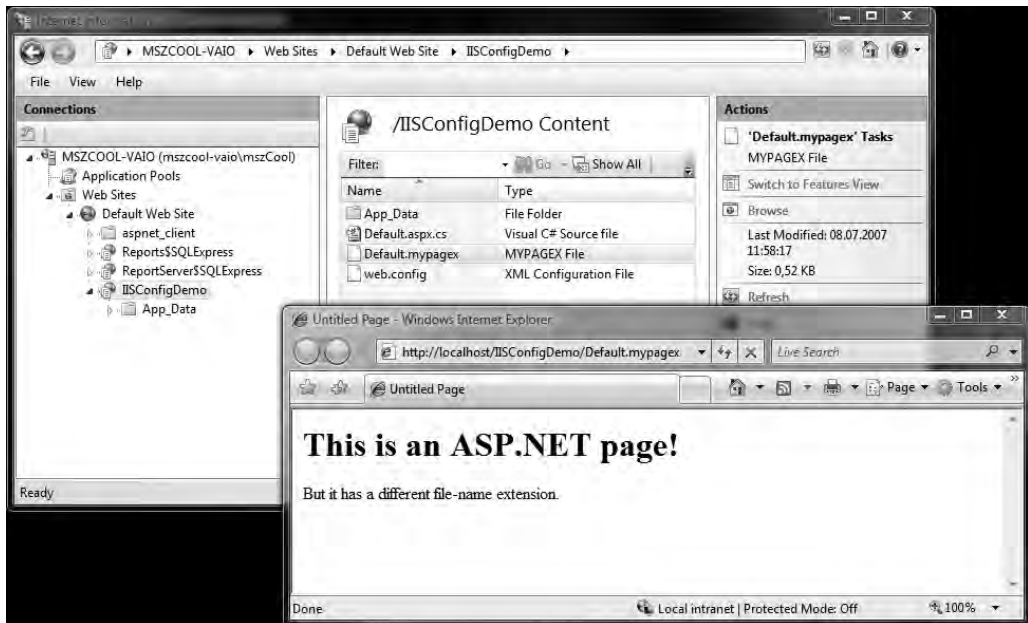 Internet Information
MSZCOOL-VAIO ▸ Web Sites ▸ Default Web Site ▸ IISConfigDemo ▸
File View Help
Connections
MSZCOOL-VAIO (mszcool-vaio\mszCool)
Application Pools
Web Sites
Default Web Site
aspnet_client
Reports$SQLExpress
ReportServer$SQLExpress
IISConfigDemo
App_Data
Ready
/IISConfigDemo Content
Filter: Go Show All
Name Type
App_Data File Folder
Default.aspx.cs Visual C# Source file
Default.mypagex MYPAGEX File
web.config XML Configuration File
Actions
'Default.mypagex' Tasks
MYPAGEX File
Switch to Features View
Browse
Last Modified: 08.07.2007
11:58:17
Size: 0,52 KB
Refresh
Untitled Page - Windows Internet Explorer
http://localhost/IISConfigDemo/Default.mypagex Live Search
Untitled Page Page Tools
This is an ASP.NET page!
But it has a different file-name extension.
Done Local intranet | Protected Mode: Off 100%